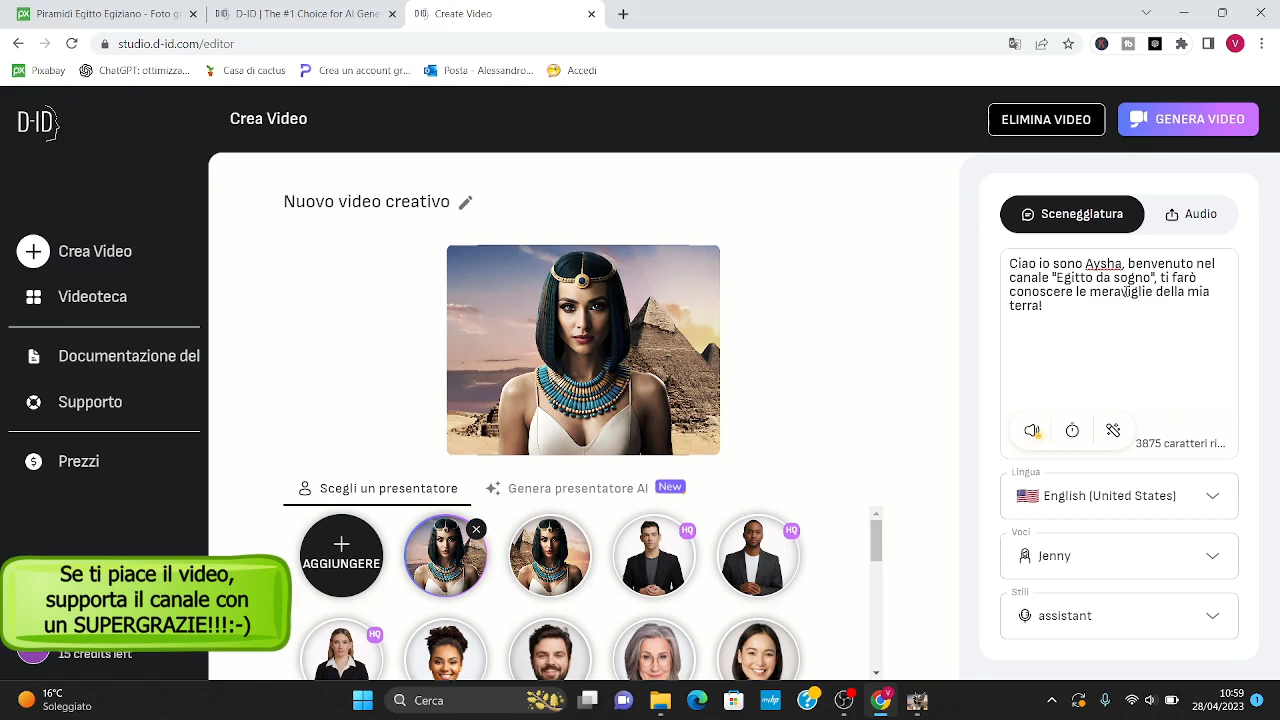 Piramidi Egitto Egiziano - Foto g
D-ID | The #1 Choice for AI Gene
Create Video
studio.d-id.com/editor
V
Pixabay
ChatGPT: ottimizza...
Casa di cactus
Crea un account gr...
Posta - Alessandro...
Accedi
D-ID
Crea Video
ELIMINA VIDEO
GENERA VIDEO
Nuovo video creativo
Crea Video
Videoteca
Documentazione del
Supporto
Prezzi
15 credits left
Scegli un presentatore
Genera presentatore AI
New
AGGIUNGERE
HQ
HQ
HQ
Sceneggiatura
Audio
Ciao io sono Aysha, benvenuto nel
canale "Egitto da sogno", ti farò
conoscere le meraviglie della mia
terra!
3875 caratteri ri...
Lingua
English (United States)
Voci
Jenny
Stili
assistant
Se ti piace il video,
supporta il canale con
un SUPERGRAZIE!!!:-)
16°C
Soleggiato
Cerca
10:59
28/04/2023